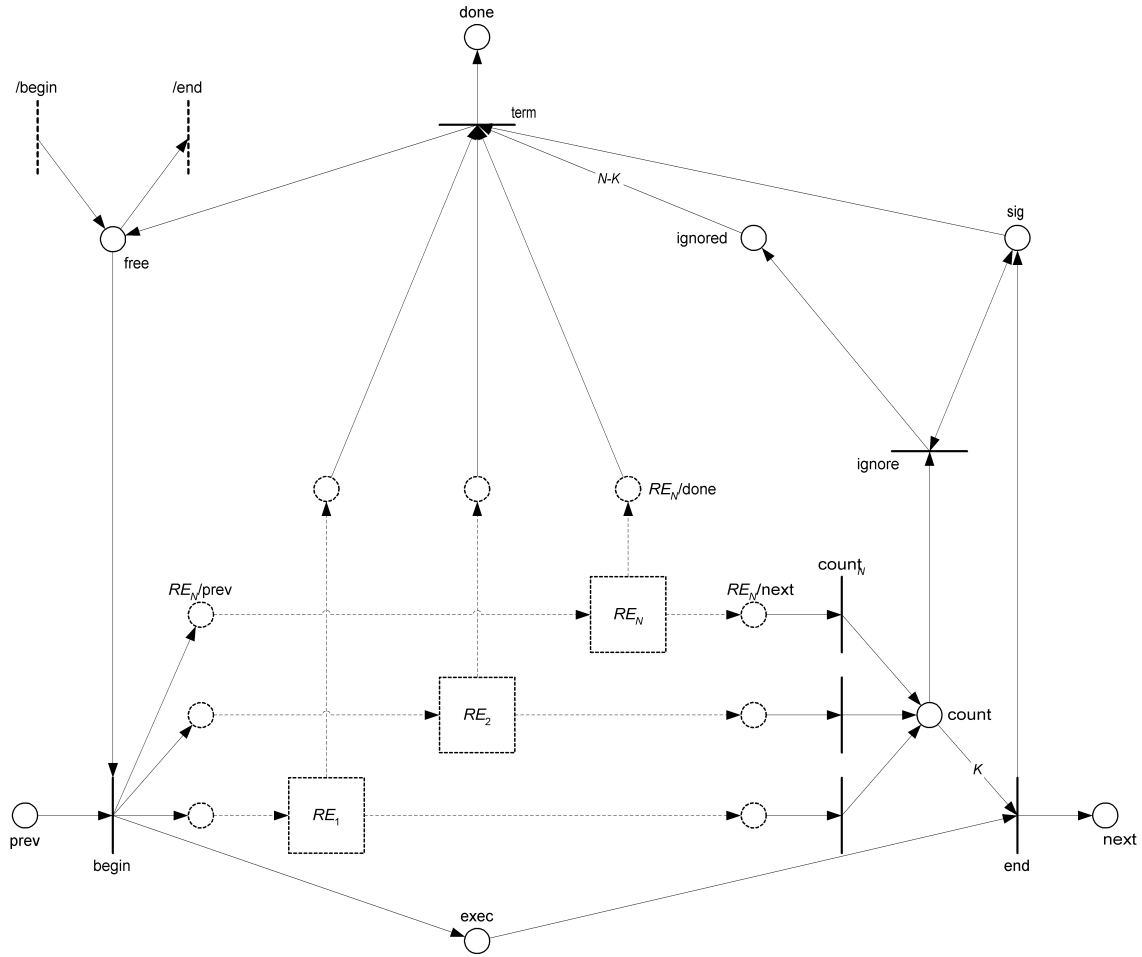 done
/begin
/end
term
N-K
sig
ignored
free
ignore
RE_N/done
count_N
RE_N/prev
RE_N/next
RE_N
RE_2
count
K
RE_1
prev
next
begin
end
exec